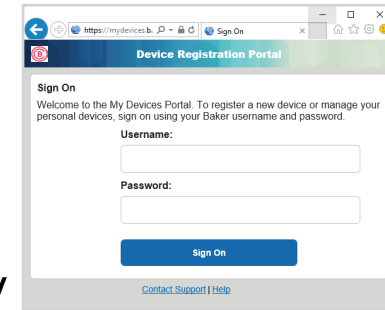 https://mydevices.b.
Sign On
B
Device Registration Portal
Sign On
Welcome to the My Devices Portal. To register a new device or manage your
personal devices, sign on using your Baker username and password.
Username:
Password:
Sign On
Contact Support | Help
y